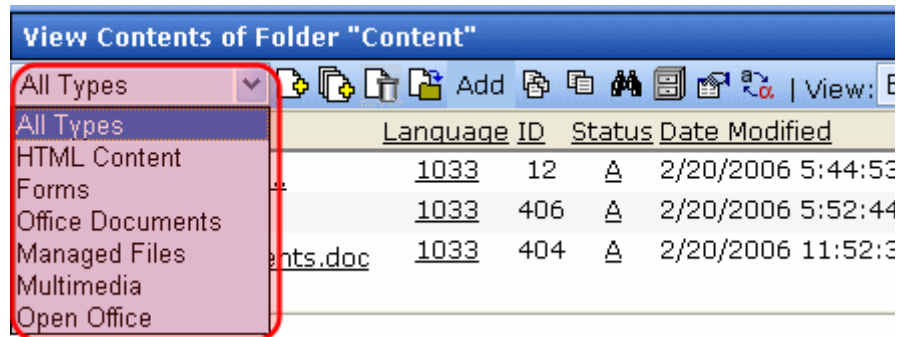 View Contents of Folder "Content"
All Types Add | View:
All Types Language ID Status Date Modified
HTML Content 1033 12 A 2/20/2006 5:44:53
Forms
Office Documents 1033 406 A 2/20/2006 5:52:44
Managed Files ents.doc 1033 404 A 2/20/2006 11:52:3
Multimedia
Open Office